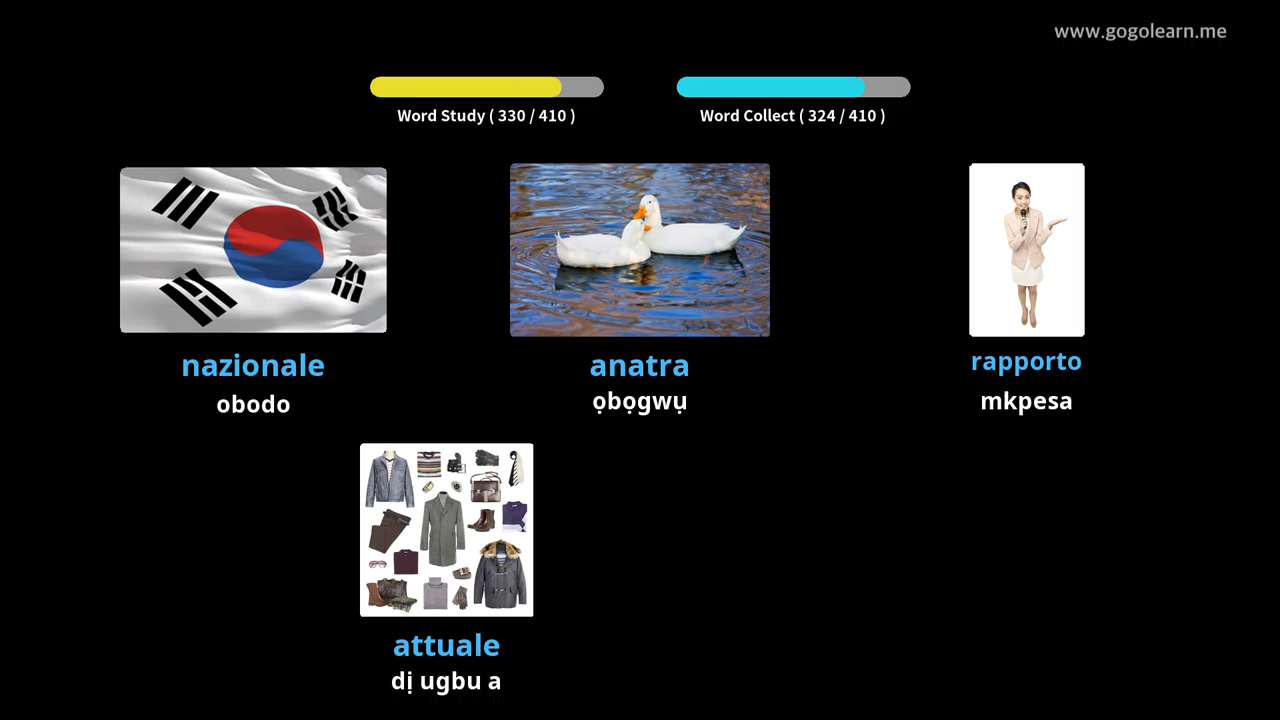 www.gogolearn.me
Word Study ( 330 / 410 )
Word Collect ( 324 / 410 )
nazionale
obodo
anatra
ọbọgwụ
rapporto
mkpesa
attuale
dị ugbu a